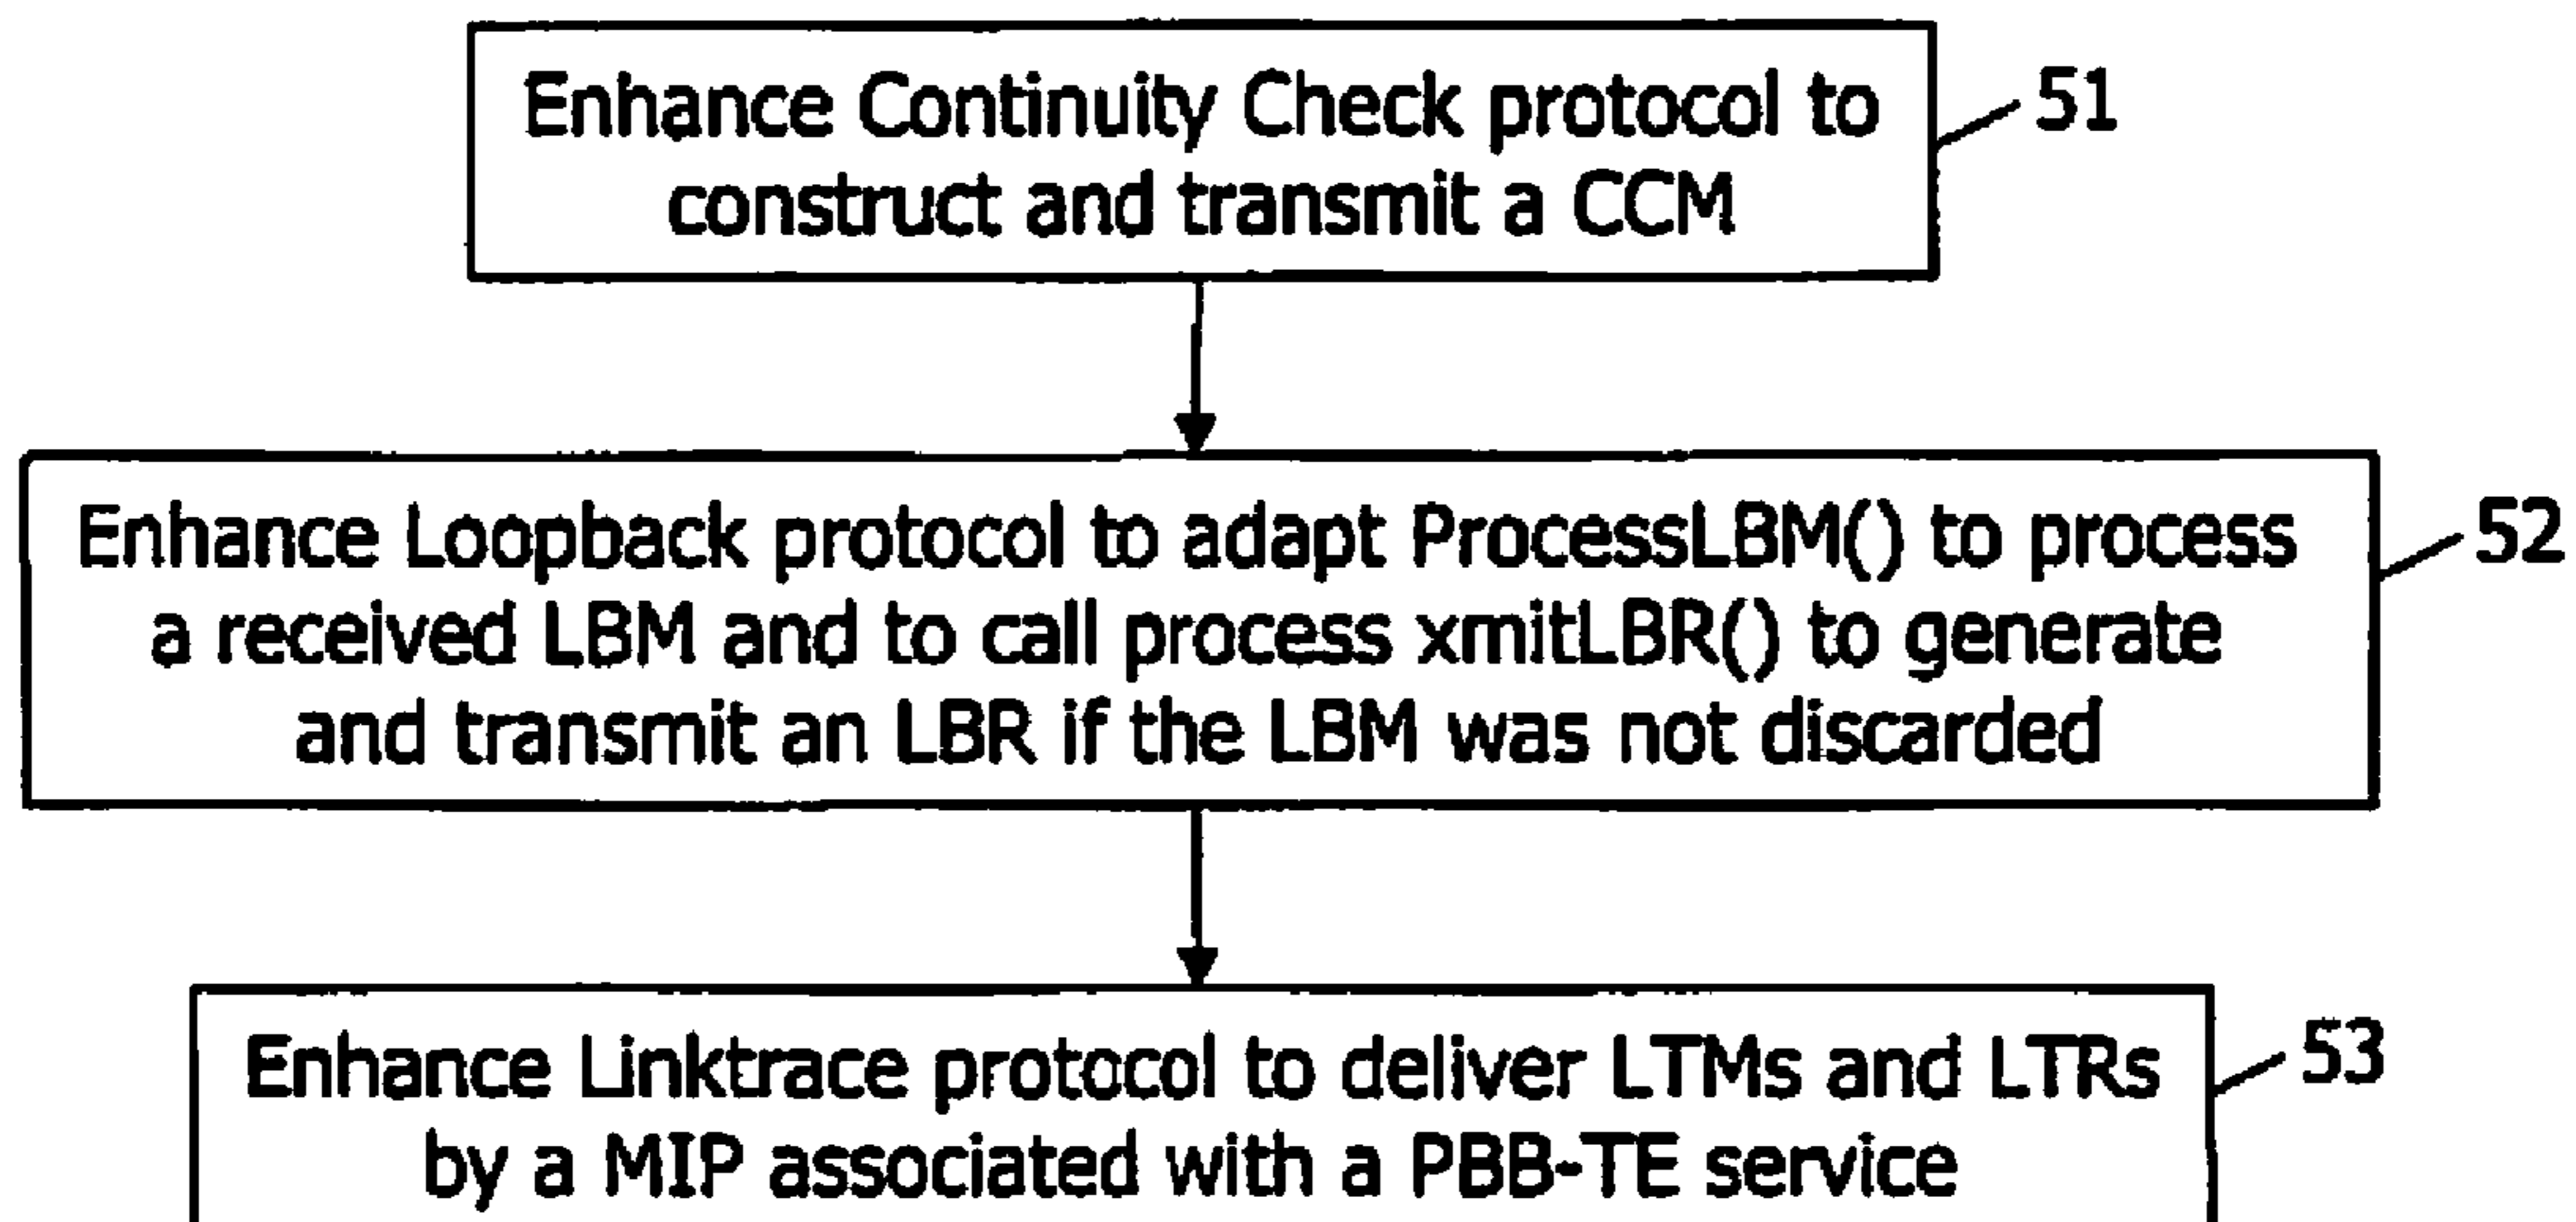 Enhance Continuity Check protocol to
construct and transmit a CCM
51
Enhance Loopback protocol to adapt ProcessLBM() to process
a received LBM and to call process xmitLBR() to generate
and transmit an LBR if the LBM was not discarded
52
Enhance Linktrace protocol to deliver LTMs and LTRs
by a MIP associated with a PBB-TE service
53